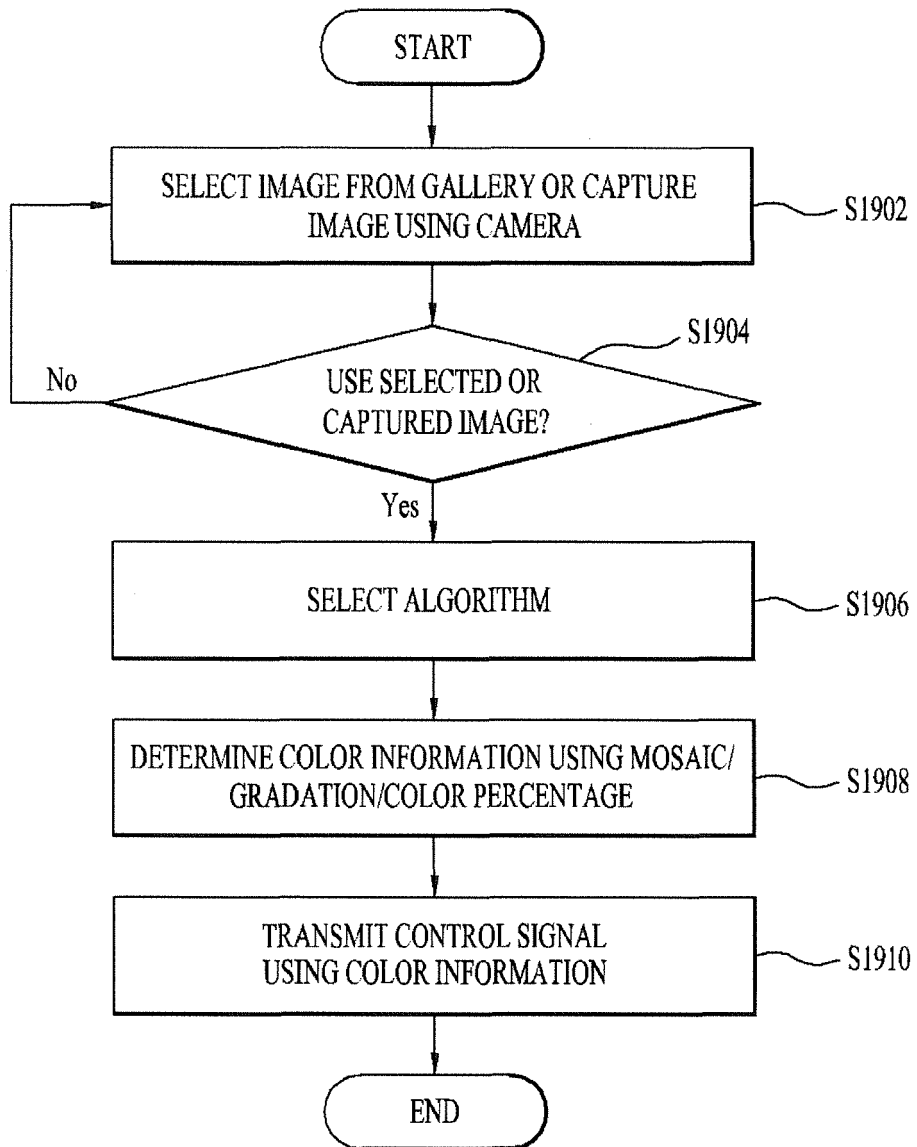 START
SELECT IMAGE FROM GALLERY OR CAPTURE
IMAGE USING CAMERA
S1902
S1904
No
USE SELECTED OR
CAPTURED IMAGE?
Yes
SELECT ALGORITHM
S1906
DETERMINE COLOR INFORMATION USING MOSAIC/
GRADATION/COLOR PERCENTAGE
S1908
TRANSMIT CONTROL SIGNAL
USING COLOR INFORMATION
S1910
END